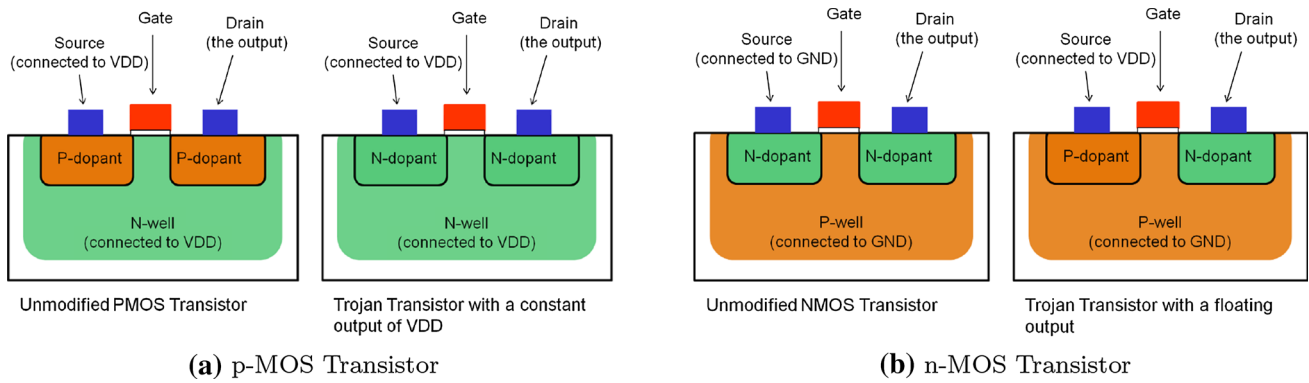 Gate
Source
(connected to VDD)
Drain
(the output)
P-dopant
P-dopant
N-well
(connected to VDD)
Unmodified PMOS Transistor
Gate
Source
(connected to VDD)
Drain
(the output)
N-dopant
N-dopant
N-well
(connected to VDD)
Trojan Transistor with a constant
output of VDD
(a) p-MOS Transistor
Gate
Source
(connected to GND)
Drain
(the output)
N-dopant
N-dopant
P-well
(connected to GND)
Unmodified NMOS Transistor
Gate
Source
(connected to VDD)
Drain
(the output)
P-dopant
N-dopant
P-well
(connected to GND)
Trojan Transistor with a floating
output
(b) n-MOS Transistor